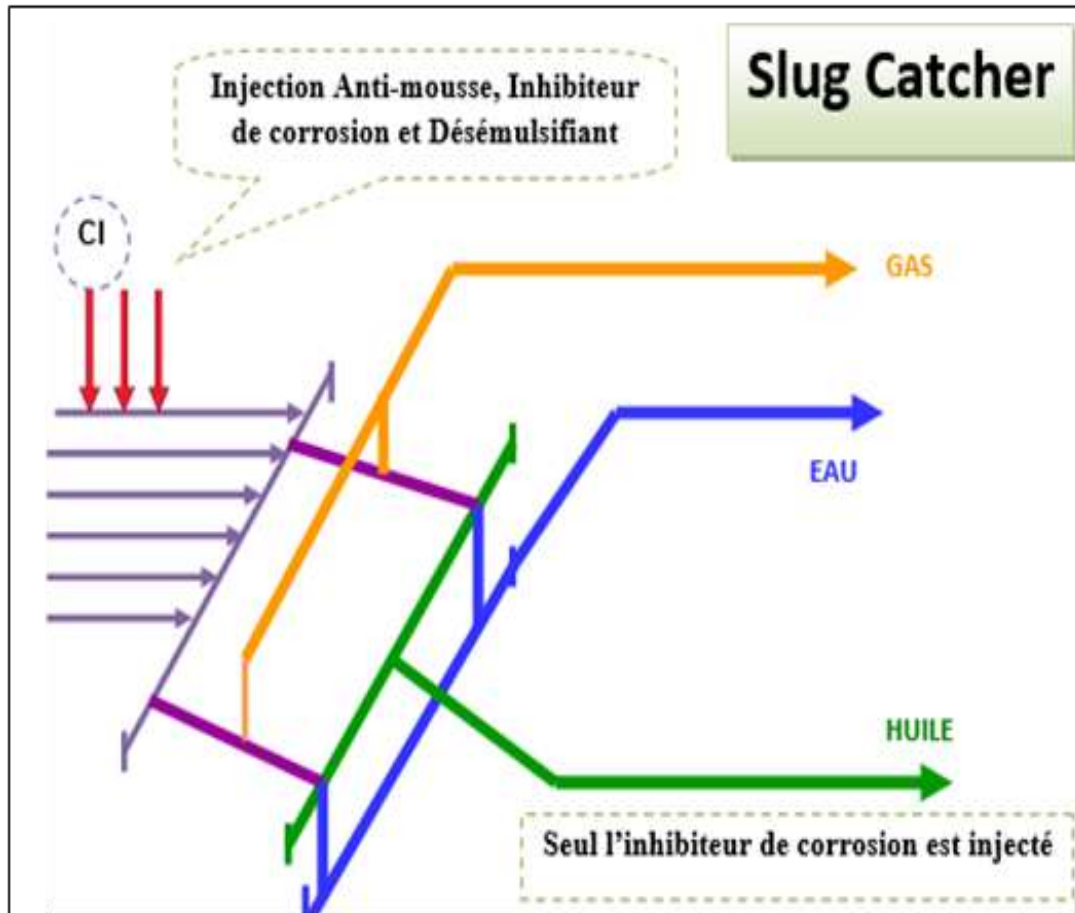 Slug Catcher
Injection Anti-mousse, Inhibiteur
de corrosion et Désémulsifiant
CI
GAS
EAU
HUILE
Seul l'inhibiteur de corrosion est injecté